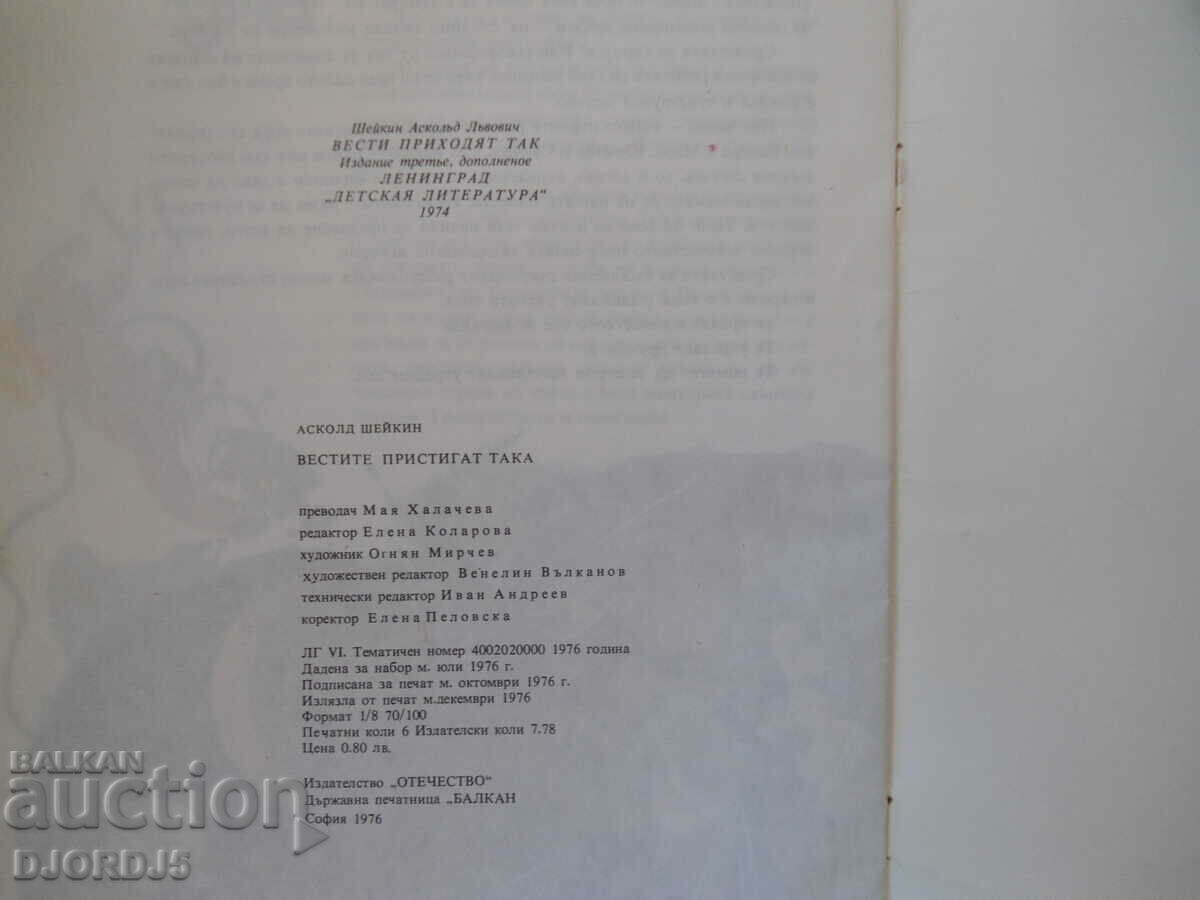 Шейкин Аскольд Львович
ВЕСТИ ПРИХОДЯТ ТАК
Издание третье, дополненое
ЛЕНИНГРАД
„ДЕТСКАЯ ЛИТЕРАТУРА“
1974
АСКОЛД ШЕЙКИН
ВЕСТИТЕ ПРИСТИГАТ ТАКА
преводач Мая Халачева
редактор Елена Коларова
художник Огнян Мирчев
художествен редактор Венелин Вълканов
технически редактор Иван Андреев
коректор Елена Пеловска
ЛГ VI. Тематичен номер 4002020000 1976 година
Дадена за набор м. юли 1976 г.
Подписана за печат м. октомври 1976 г.
Излязла от печат м.декември 1976
Формат 1/8 70/100
Печатни коли 6 Издателски коли 7.78
Цена 0.80 лв.
Издателство „ОТЕЧЕСТВО“
Държавна печатница „БАЛКАН
София 1976
BALKAN
auction
DJORDJ5